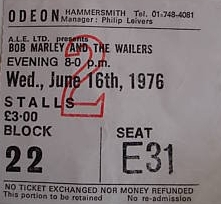 ODEON HAMMERSMITH Tel. 01-748-4081
Manager: Philip Leivers
A.L.E. LTD. presents
BOB MARLEY AND THE WAILERS
EVENING 8-0 p.m.
Wed., June 16th, 1976
2
STALLS
£3.00
BLOCK SEAT
22 E31
NO TICKET EXCHANGED NOR MONEY REFUNDED
This portion to be retained No re-admission